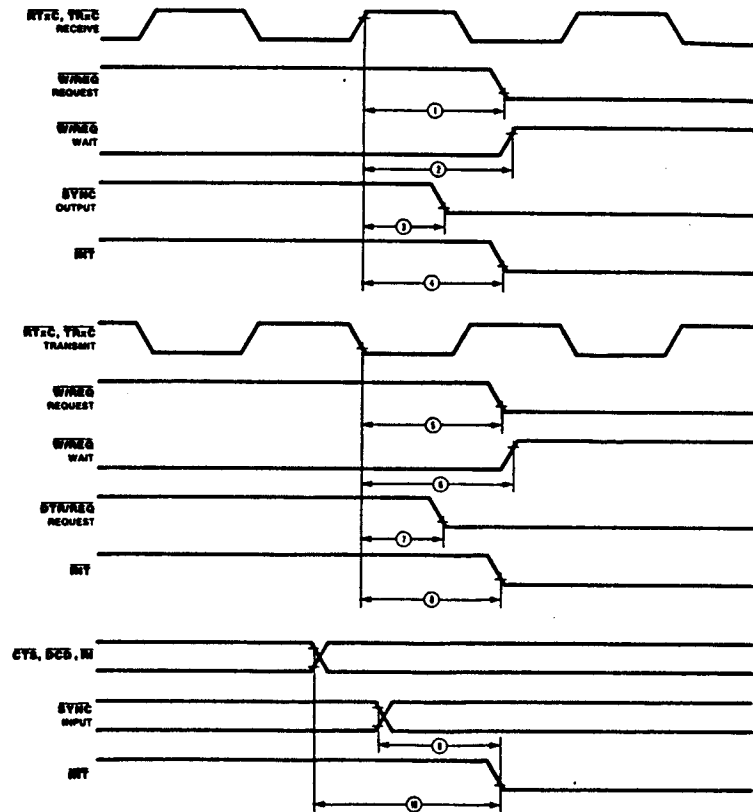 RTxC, TRxC
RECEIVE
W/REQ
REQUEST
1
W/REQ
WAIT
2
SYNC
OUTPUT
3
INT
4
RTxC, TRxC
TRANSMIT
W/REQ
REQUEST
5
W/REQ
WAIT
6
DTR/REQ
REQUEST
7
INT
8
CTS, DCD, RI
SYNC
INPUT
9
INT
10